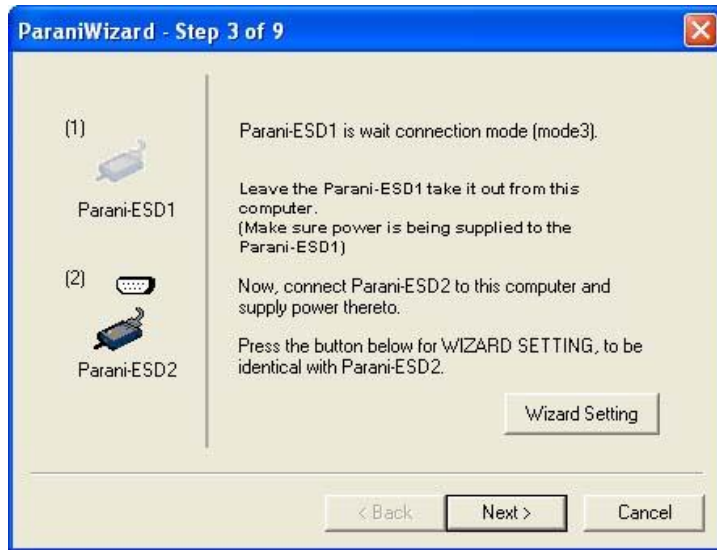 ParaniWizard - Step 3 of 9
(1)
Parani-ESD1
(2)
Parani-ESD2
Parani-ESD1 is wait connection mode (mode3).
Leave the Parani-ESD1 take it out from this
computer.
(Make sure power is being supplied to the
Parani-ESD1)
Now, connect Parani-ESD2 to this computer and
supply power thereto.
Press the button below for WIZARD SETTING, to be
identical with Parani-ESD2.
Wizard Setting
< Back
Next >
Cancel